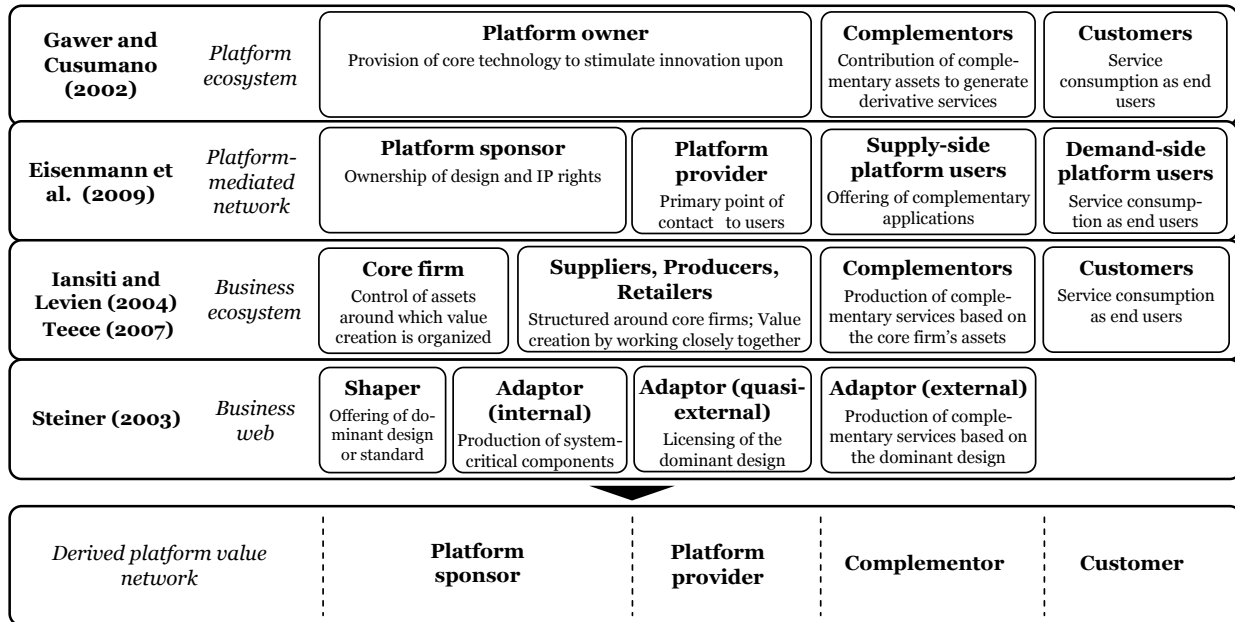 Gawer and
Cusumano
(2002)
Platform
ecosystem
Platform owner
Provision of core technology to stimulate innovation upon
Complementors
Contribution of comple-
mentary assets to generate
derivative services
Customers
Service
consumption as end
users
Eisenmann et
al. (2009)
Platform-
mediated
network
Platform sponsor
Ownership of design and IP rights
Platform
provider
Primary point of
contact to users
Supply-side
platform users
Offering of complementary
applications
Demand-side
platform users
Service consump-
tion as end users
Iansiti and
Levien (2004)
Teece (2007)
Business
ecosystem
Core firm
Control of assets
around which value
creation is organized
Suppliers, Producers,
Retailers
Structured around core firms; Value
creation by working closely together
Complementors
Production of comple-
mentary services based on
the core firm's assets
Customers
Service consumption
as end users
Steiner (2003)
Business
web
Shaper
Offering of do-
minant design
or standard
Adaptor
(internal)
Production of system-
critical components
Adaptor (quasi-
external)
Licensing of the
dominant design
Adaptor (external)
Production of comple-
mentary services based on
the dominant design
Derived platform value
network
Platform
sponsor
Platform
provider
Complementor
Customer